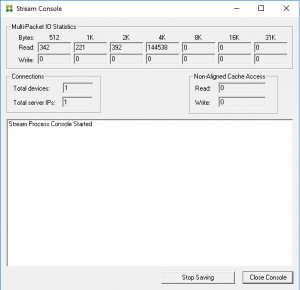 Stream Console
Multi-Packet IO Statistics
Bytes: 512 1K 2K 4K 8K 16K 31K
Read: 342 221 392 144538 0 0 0
Write: 0 0 0 0 0 0 0
Connections
Total devices: 1
Total server IPs: 1
Non-Aligned Cache Access
Read: 0
Write: 0
Stream Process Console Started
Stop Saving
Close Console